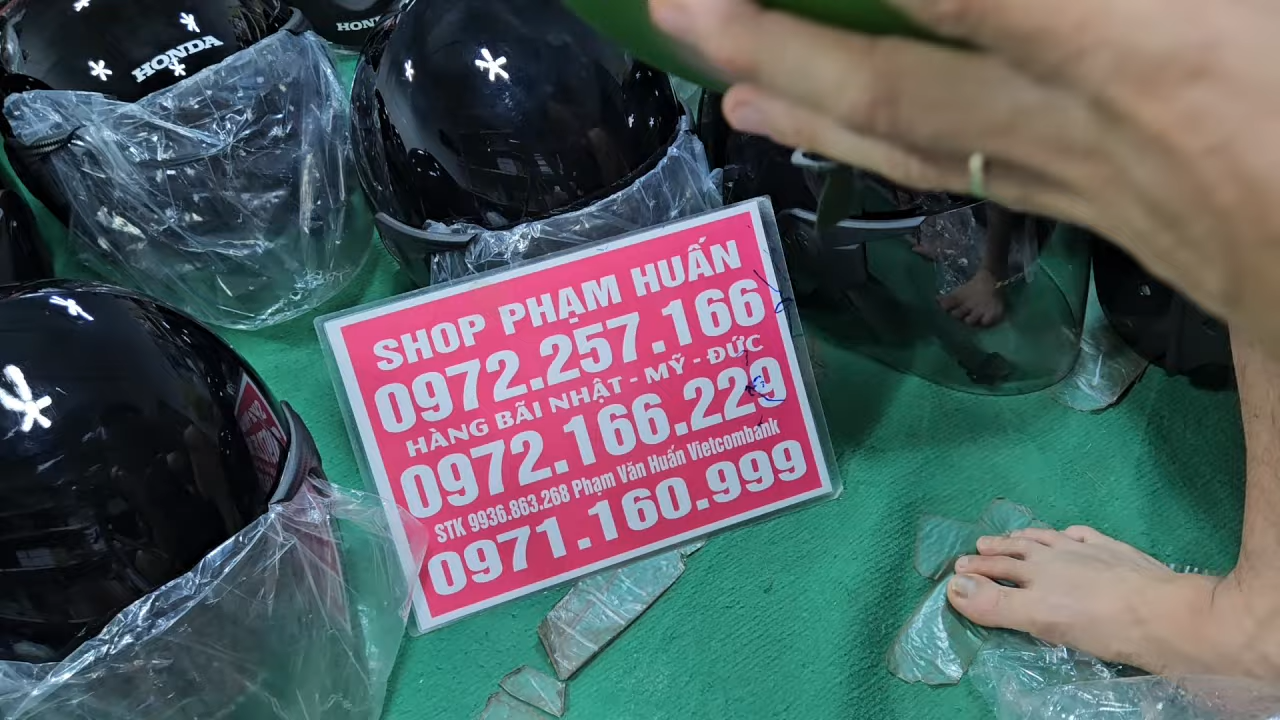 HONDA
HON
SHOP PHẠM HUẤN
0972.257.166
HÀNG BÃI NHẬT - MỸ - ĐỨC
0972.166.229
STK 9936.863.268 Phạm Văn Huấn Vietcombank
0971.160.999